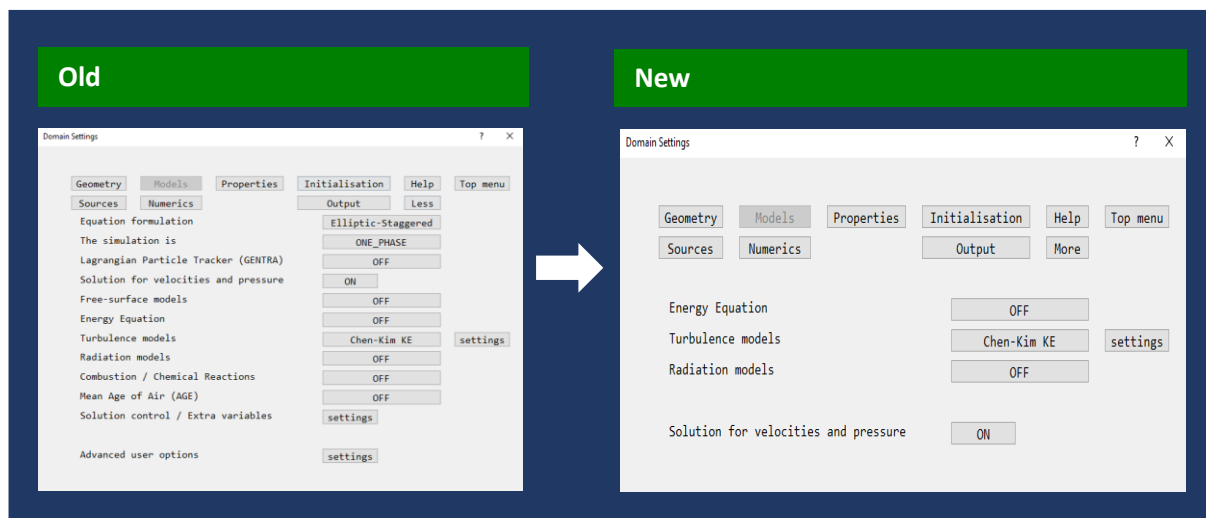 Old
Domain Settings ? X
Geometry Models Properties Initialisation Help Top menu
Sources Numerics Output Less
Equation formulation Elliptic-Staggered
The simulation is ONE_PHASE
Lagrangian Particle Tracker (GENTRA) OFF
Solution for velocities and pressure ON
Free-surface models OFF
Energy Equation OFF
Turbulence models Chen-Kim KE settings
Radiation models OFF
Combustion / Chemical Reactions OFF
Mean Age of Air (AGE) OFF
Solution control / Extra variables settings
Advanced user options settings
New
Domain Settings ? X
Geometry Models Properties Initialisation Help Top menu
Sources Numerics Output More
Energy Equation OFF
Turbulence models Chen-Kim KE settings
Radiation models OFF
Solution for velocities and pressure ON